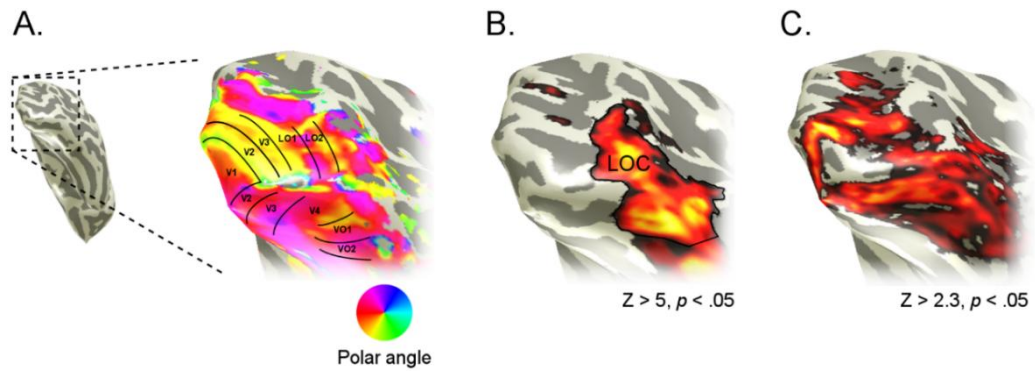 A.
B.
C.
V1
V2
V3
LO1
LO2
V2
V3
V4
VO1
VO2
LOC
Polar angle
Z > 5, p < .05
Z > 2.3, p < .05